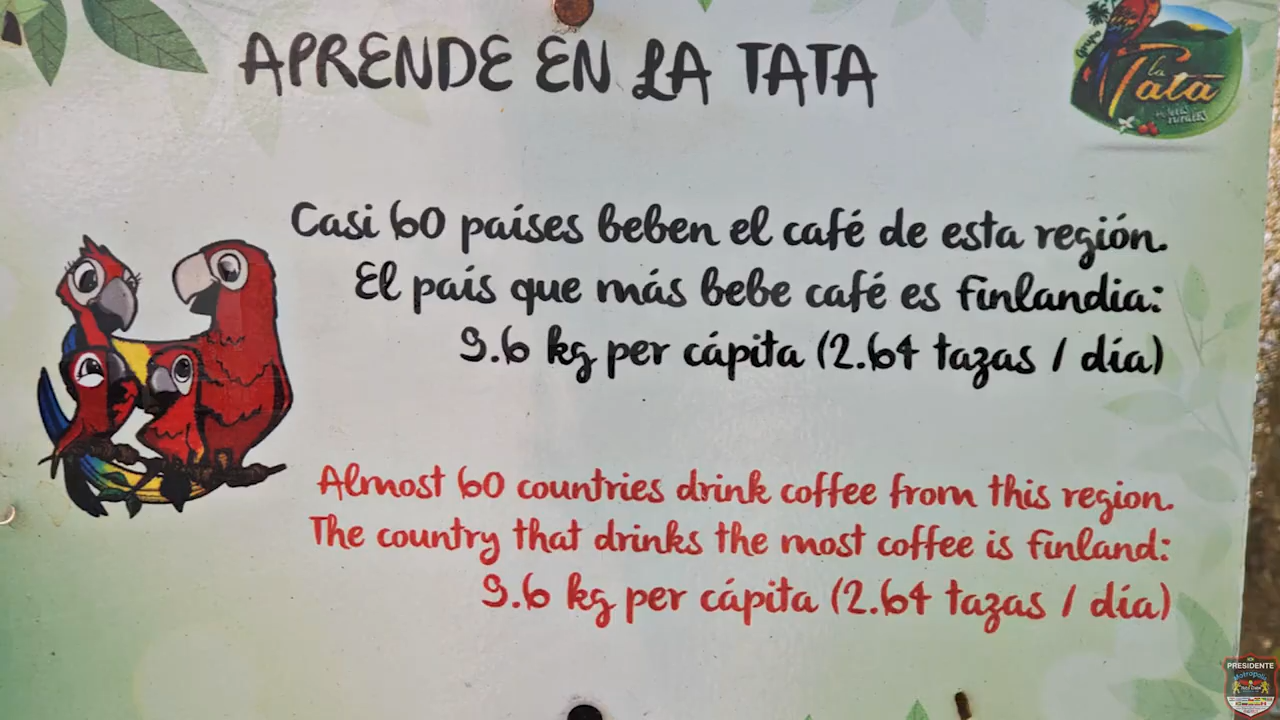 APRENDE EN LA TATA
Grupo
la
Tata
Casi 60 países beben el café de esta región.
El país que más bebe café es Finlandia:
9.6 kg per cápita (2.64 tazas / día)
Almost 60 countries drink coffee from this region.
The country that drinks the most coffee is Finland:
9.6 kg per cápita (2.64 tazas / día)
PRESIDENTE
Metropolis